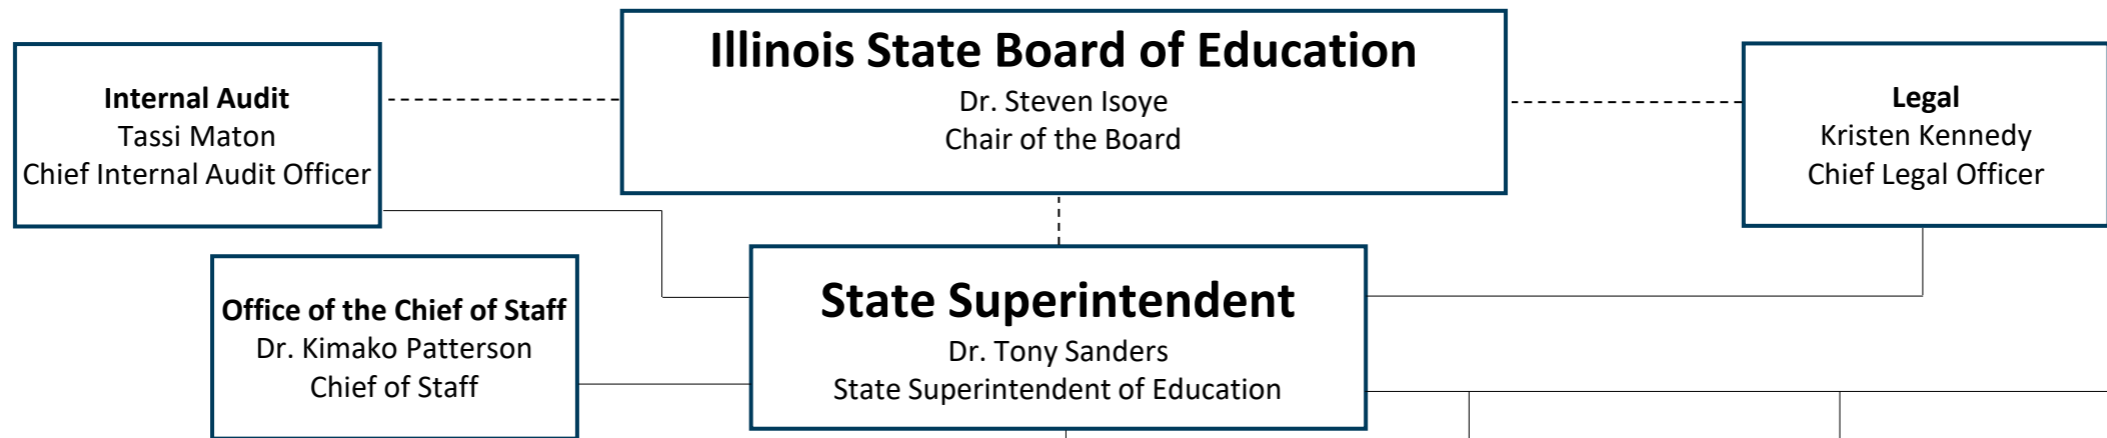 Illinois State Board of Education
Dr. Steven Isoye
Chair of the Board
Internal Audit
Tassi Maton
Chief Internal Audit Officer
Legal
Kristen Kennedy
Chief Legal Officer
Office of the Chief of Staff
Dr. Kimako Patterson
Chief of Staff
State Superintendent
Dr. Tony Sanders
State Superintendent of Education